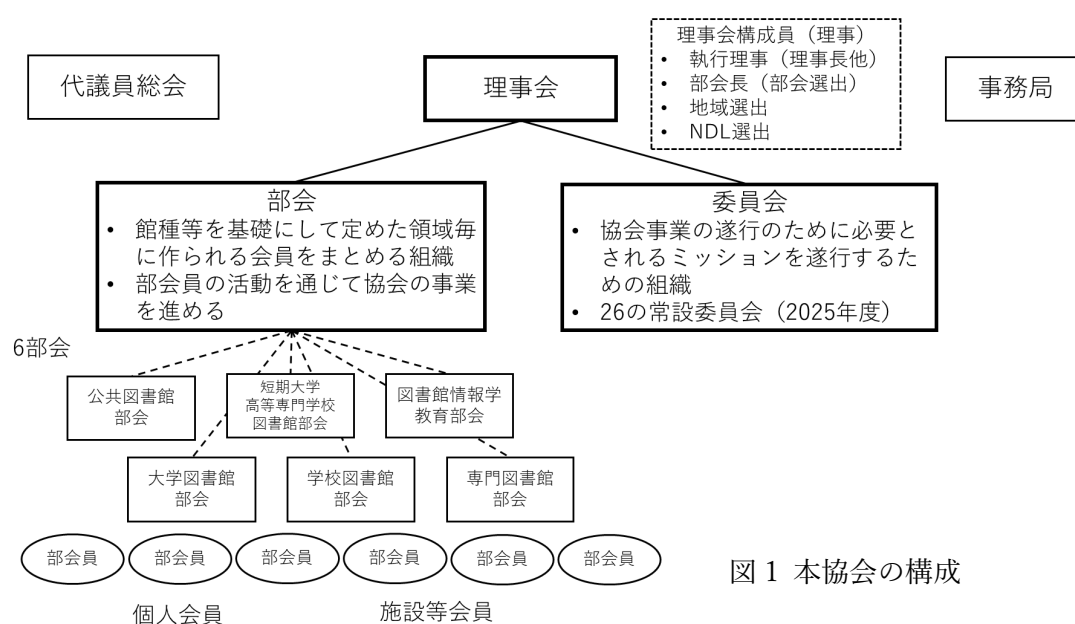 代議員総会
理事会
理事会構成員（理事）
• 執行理事（理事長他）
• 部会長（部会選出）
• 地域選出
• NDL選出
事務局
部会
• 館種等を基礎にして定めた領域毎
に作られる会員をまとめる組織
• 部会員の活動を通じて協会の事業
を進める
委員会
• 協会事業の遂行のために必要と
されるミッションを遂行するた
めの組織
• 26の常設委員会（2025年度）
6部会
公共図書館
部会
短期大学
高等専門学校
図書館部会
図書館情報学
教育部会
大学図書館
部会
学校図書館
部会
専門図書館
部会
部会員
部会員
部会員
部会員
部会員
部会員
個人会員
施設等会員
図1 本協会の構成